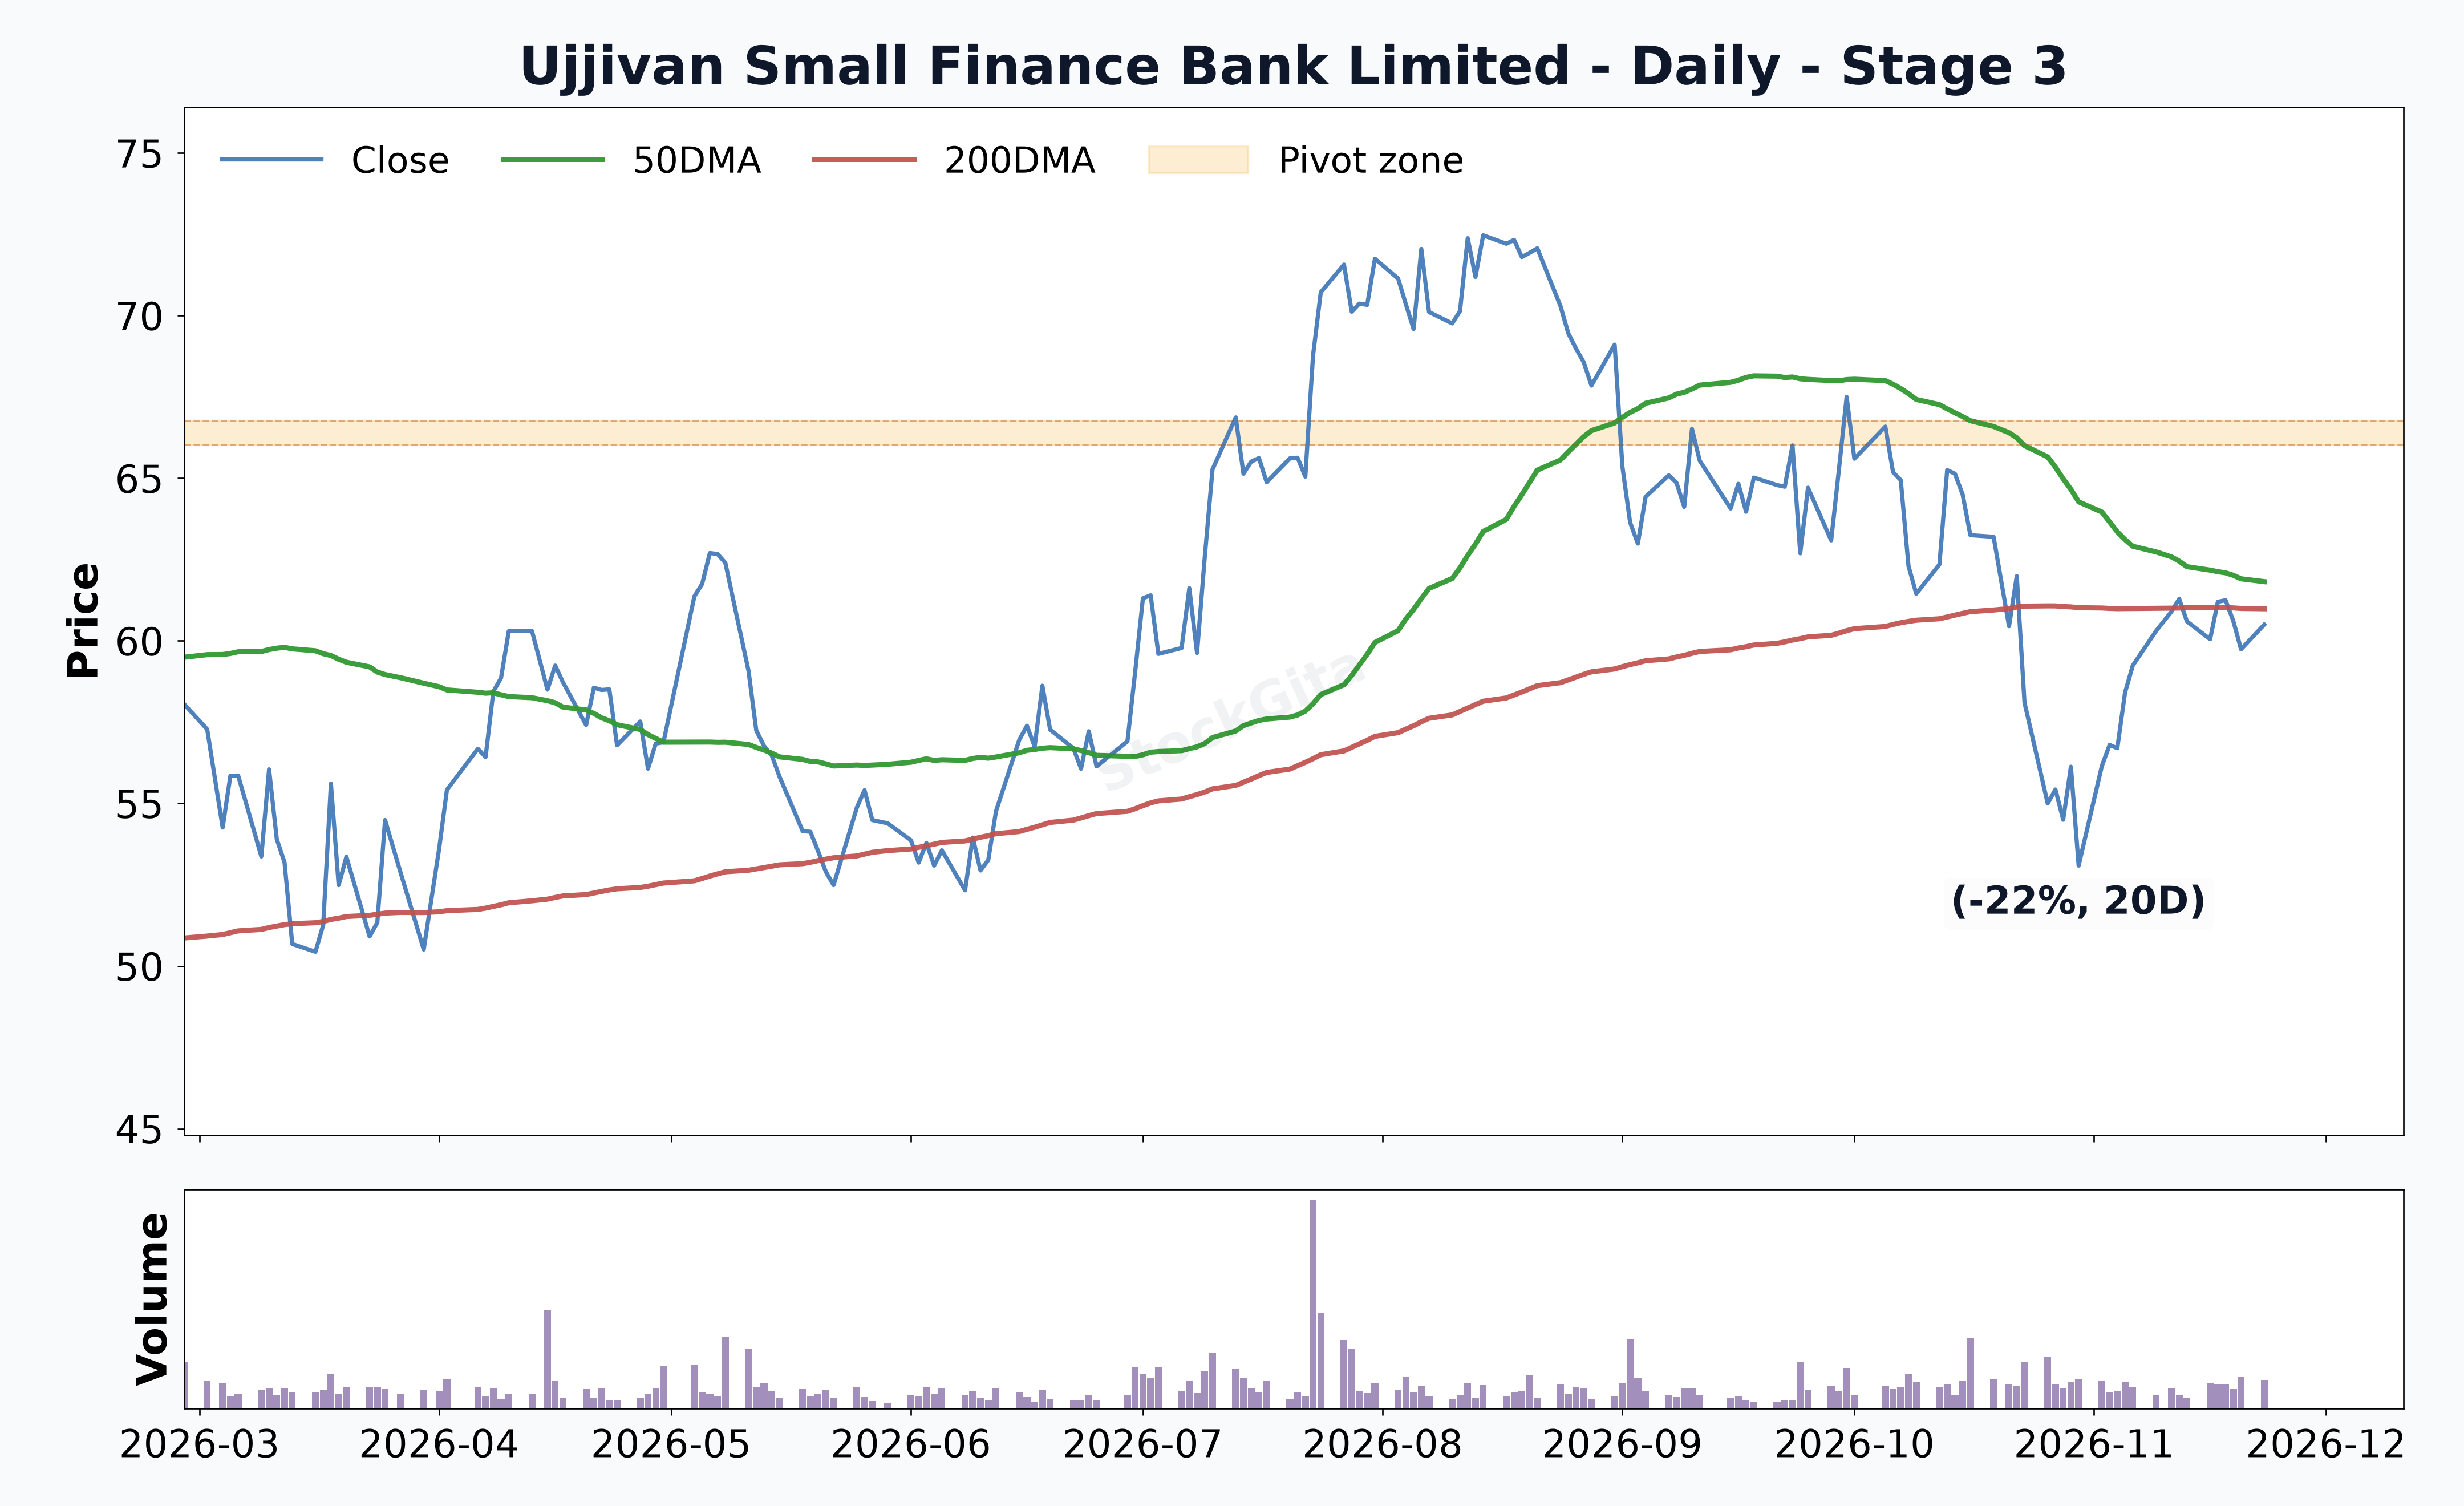 Ujjivan Small Finance Bank Limited - Daily - Stage 3
Close 50DMA 200DMA Pivot zone
75
70
65
60
55
50
45
Price
StockGita
(-22%, 20D)
Volume
2026-03 2026-04 2026-05 2026-06 2026-07 2026-08 2026-09 2026-10 2026-11 2026-12